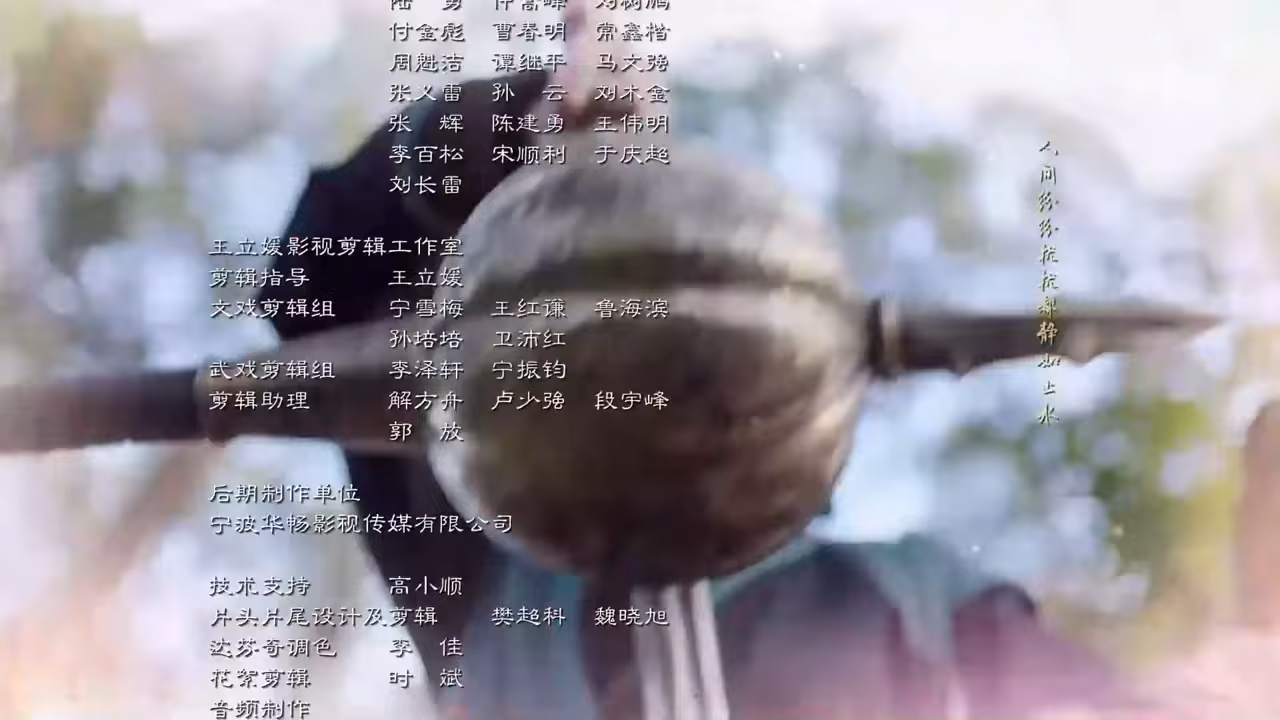 付金彪 曹春明 常鑫楷
周魁洁 谭继平 马文强
张义雷 孙 云 刘木金
张 辉 陈建勇 王伟明
李百松 宋顺利 于庆超
刘长雷
王立媛影视剪辑工作室
剪辑指导 王立媛
文戏剪辑组 宁雪梅 王红谦 鲁海滨
孙培培 卫沛红
武戏剪辑组 李泽轩 宁振钧
剪辑助理 解方舟 卢少强 段宇峰
郭 放
后期制作单位
宁波华畅影视传媒有限公司
技术支持 高小顺
片头片尾设计及剪辑 樊超科 魏晓旭
达芬奇调色 李 佳
花絮剪辑 时 斌
音频制作
人间纷纷扰扰都静如上水